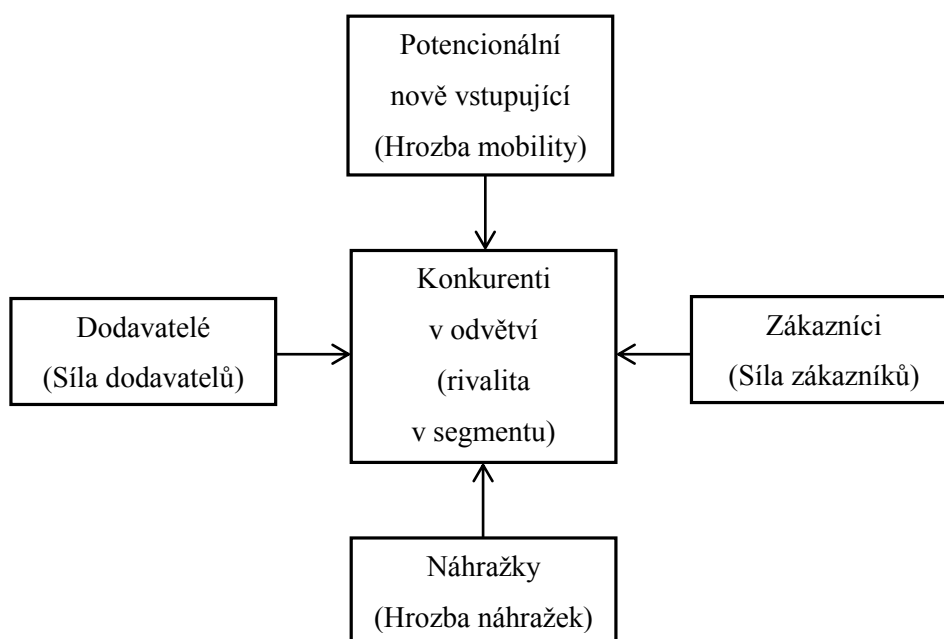 Potencionální
nově vstupující
(Hrozba mobility)
Konkurenti
v odvětví
(rivalita
v segmentu)
Dodavatelé
(Síla dodavatelů)
Zákazníci
(Síla zákazníků)
Náhražky
(Hrozba náhražek)